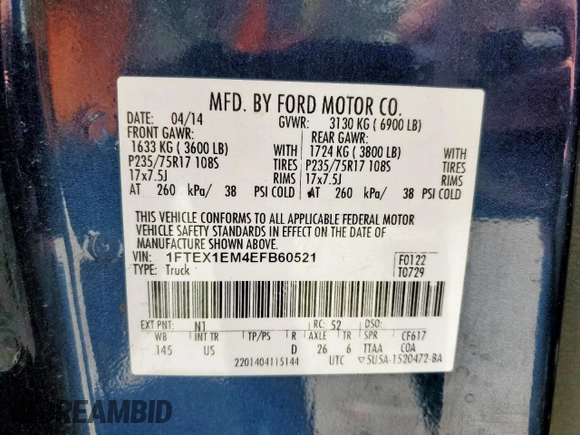 MFD. BY FORD MOTOR CO.
DATE: 04/14 GVWR: 3130 KG ( 6900 LB)
FRONT GAWR: REAR GAWR:
1633 KG ( 3600 LB) 1724 KG ( 3800 LB)
P235/75R17 108S TIRES P235/75R17 108S TIRES
17x7.5J RIMS 17x7.5J RIMS
AT 260 kPa/ 38 PSI COLD AT 260 kPa/ 38 PSI COLD
THIS VEHICLE CONFORMS TO ALL APPLICABLE FEDERAL MOTOR
VEHICLE SAFETY STANDARDS IN EFFECT ON THE DATE OF
MANUFACTURE SHOWN ABOVE.
VIN: 1FTEX1EM4EFB60521 F0122
TYPE: Truck T0729
EXT PNT: N1 RC: 52 DSO:
WB INT TR TP/PS R AXLE TR SPR CF617
145 US D 26 6 TTAA COA
2201404115144 UTC 5U5A-1520472-BA
DREAMBID